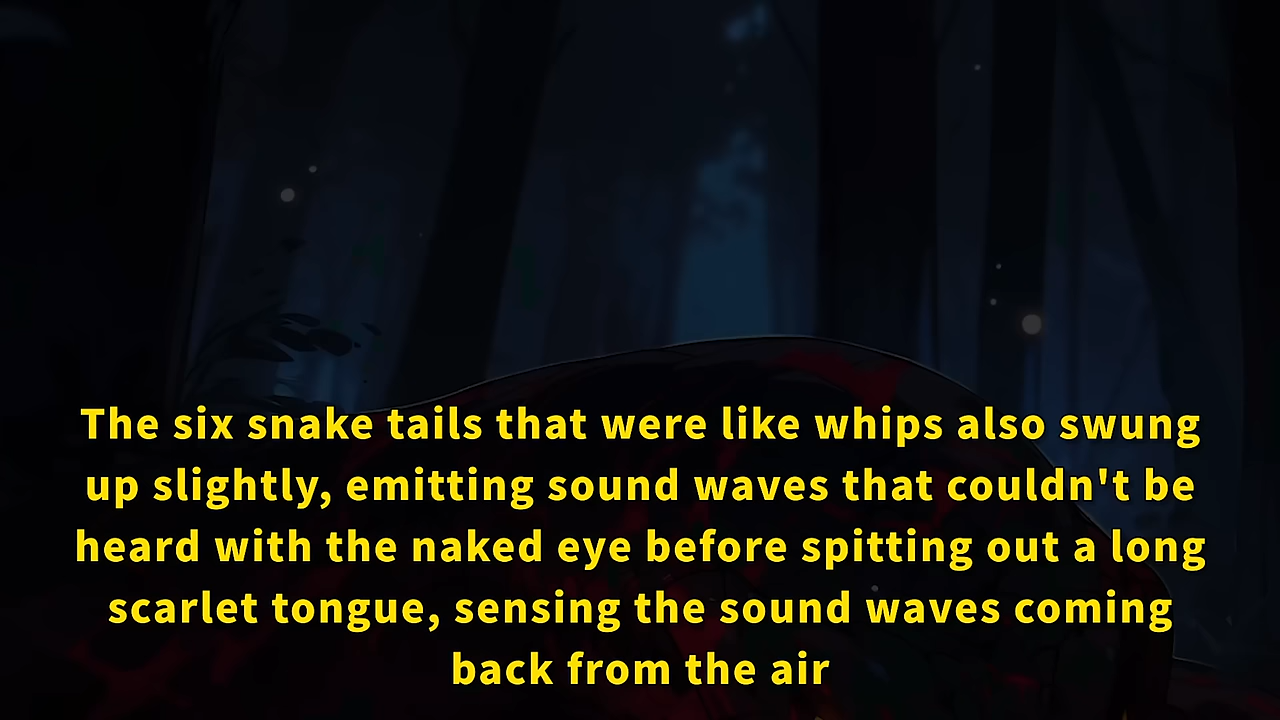 The six snake tails that were like whips also swung
up slightly, emitting sound waves that couldn't be
heard with the naked eye before spitting out a long
scarlet tongue, sensing the sound waves coming
back from the air